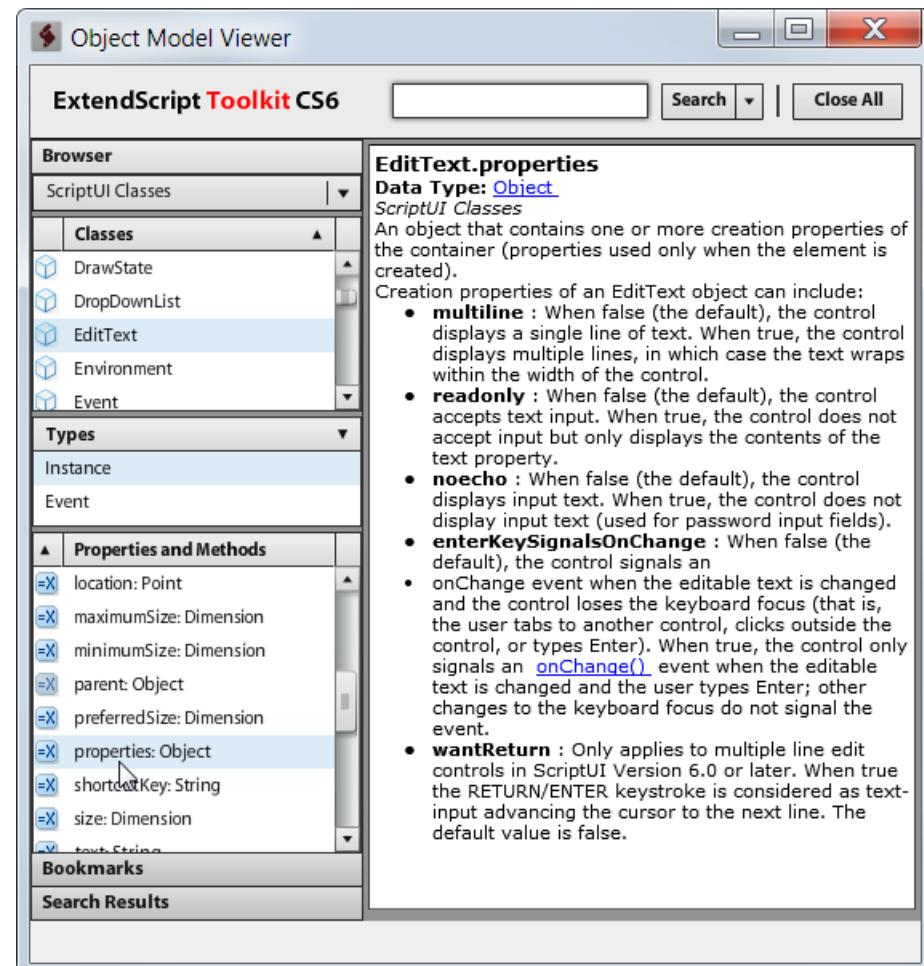 Object Model Viewer
ExtendScript Toolkit CS6
Search
Close All
Browser
ScriptUI Classes
Classes
DrawState
DropDownList
EditText
Environment
Event
Types
Instance
Event
Properties and Methods
location: Point
maximumSize: Dimension
minimumSize: Dimension
parent: Object
preferredSize: Dimension
properties: Object
shortcutKey: String
size: Dimension
text: String
Bookmarks
Search Results
EditText.properties
Data Type: Object
ScriptUI Classes
An object that contains one or more creation properties of
the container (properties used only when the element is
created).
Creation properties of an EditText object can include:
• multiline : When false (the default), the control
displays a single line of text. When true, the control
displays multiple lines, in which case the text wraps
within the width of the control.
• readonly : When false (the default), the control
accepts text input. When true, the control does not
accept input but only displays the contents of the
text property.
• noecho : When false (the default), the control
displays input text. When true, the control does not
display input text (used for password input fields).
• enterKeySignalsOnChange : When false (the
default), the control signals an
• onChange event when the editable text is changed
and the control loses the keyboard focus (that is,
the user tabs to another control, clicks outside the
control, or types Enter). When true, the control only
signals an onChange() event when the editable
text is changed and the user types Enter; other
changes to the keyboard focus do not signal the
event.
• wantReturn : Only applies to multiple line edit
controls in ScriptUI Version 6.0 or later. When true
the RETURN/ENTER keystroke is considered as text-
input advancing the cursor to the next line. The
default value is false.